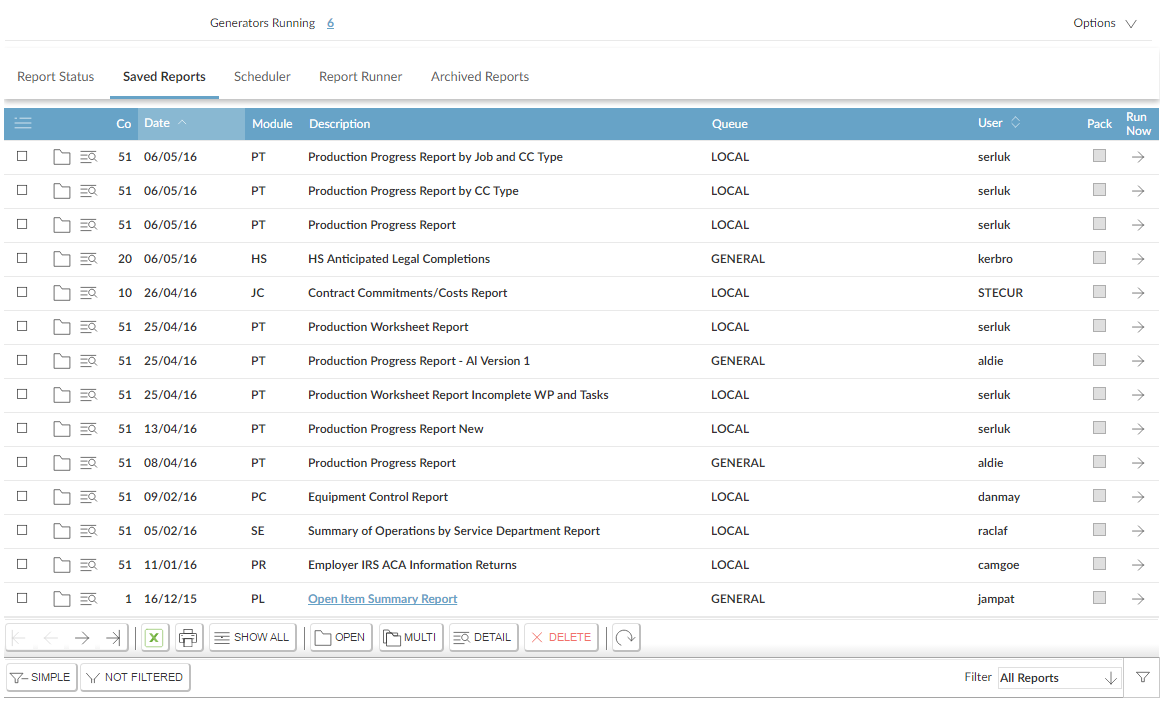 Generators Running 6 Options
Report Status Saved Reports Scheduler Report Runner Archived Reports
Co Date Module Description Queue User Pack Run Now
51 06/05/16 PT Production Progress Report by Job and CC Type LOCAL serluk
51 06/05/16 PT Production Progress Report by CC Type LOCAL serluk
51 06/05/16 PT Production Progress Report LOCAL serluk
20 06/05/16 HS HS Anticipated Legal Completions GENERAL kerbro
10 26/04/16 JC Contract Commitments/Costs Report LOCAL STECUR
51 25/04/16 PT Production Worksheet Report LOCAL serluk
51 25/04/16 PT Production Progress Report - Al Version 1 GENERAL aldie
51 25/04/16 PT Production Worksheet Report Incomplete WP and Tasks LOCAL serluk
51 13/04/16 PT Production Progress Report New LOCAL serluk
51 08/04/16 PT Production Progress Report GENERAL aldie
51 09/02/16 PC Equipment Control Report LOCAL danmay
51 05/02/16 SE Summary of Operations by Service Department Report LOCAL raclaf
51 11/01/16 PR Employer IRS ACA Information Returns LOCAL camgoe
1 16/12/15 PL Open Item Summary Report GENERAL jampat
X SHOW ALL OPEN MULTI DETAIL DELETE
SIMPLE NOT FILTERED Filter All Reports